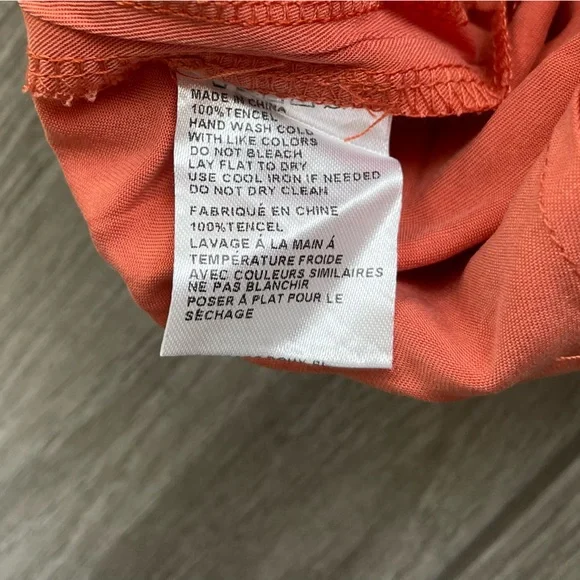 MADE IN CHINA
100%TENCEL
HAND WASH COLD
WITH LIKE COLORS
DO NOT BLEACH
LAY FLAT TO DRY
USE COOL IRON IF NEEDED
DO NOT DRY CLEAN
FABRIQUÉ EN CHINE
100%TENCEL
LAVAGE Á LA MAIN Á
TEMPÉRATURE FROIDE
AVEC COULEURS SIMILAIRES
NE PAS BLANCHIR
POSER Á PLAT POUR LE
SÉCHAGE